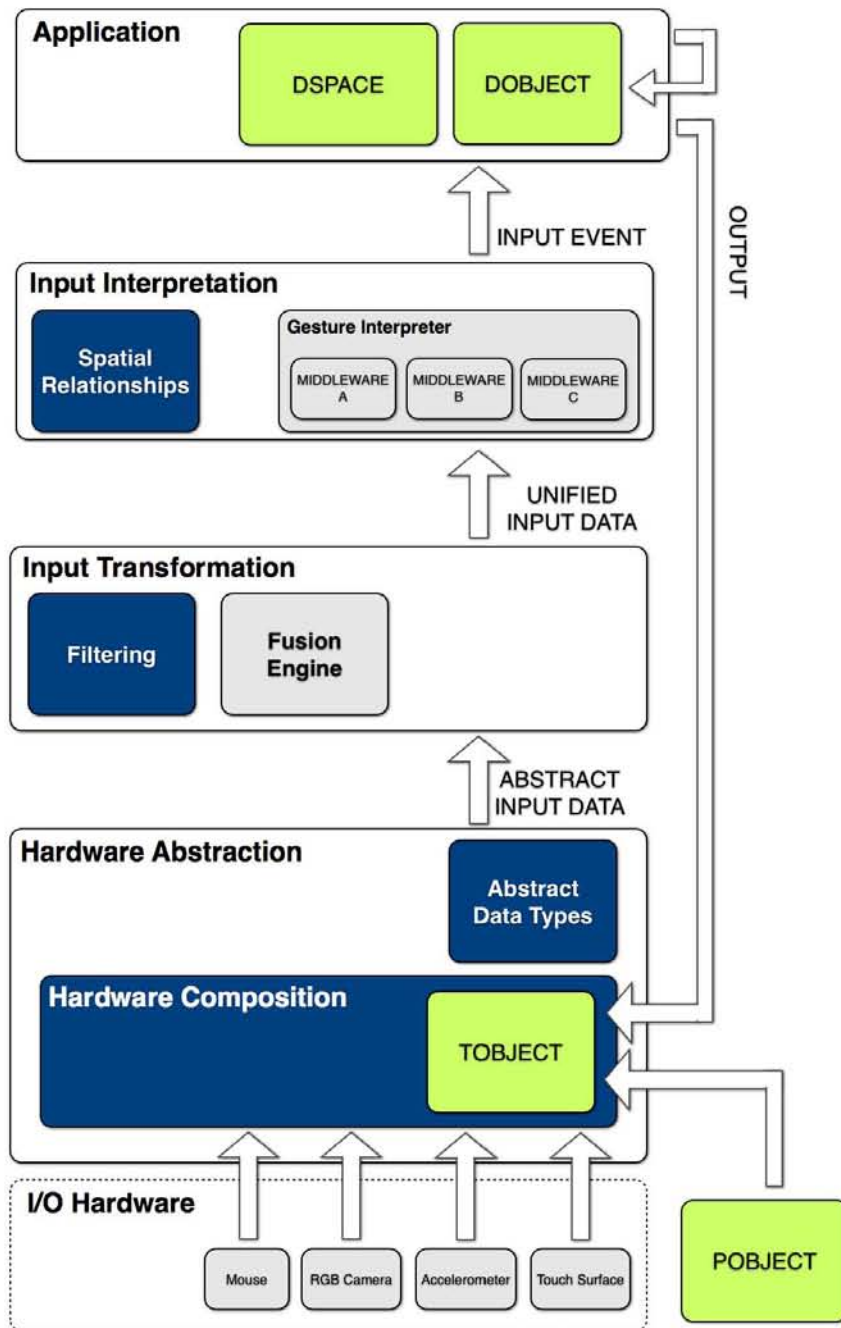 Application
DSPACE
DOBJECT
INPUT EVENT
OUTPUT
Input Interpretation
Spatial
Relationships
Gesture Interpreter
MIDDLEWARE
A
MIDDLEWARE
B
MIDDLEWARE
C
UNIFIED
INPUT DATA
Input Transformation
Filtering
Fusion
Engine
ABSTRACT
INPUT DATA
Hardware Abstraction
Abstract
Data Types
Hardware Composition
TOBJECT
I/O Hardware
Mouse
RGB Camera
Accelerometer
Touch Surface
POBJECT